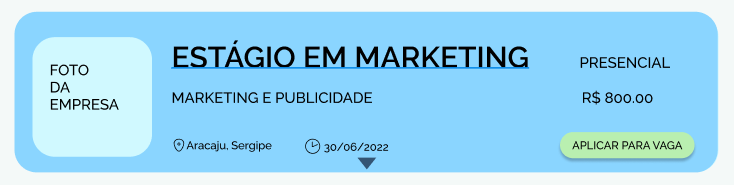 FOTO
DA
EMPRESA
ESTÁGIO EM MARKETING
MARKETING E PUBLICIDADE
Aracaju, Sergipe
30/06/2022
PRESENCIAL
R$ 800.00
APLICAR PARA VAGA